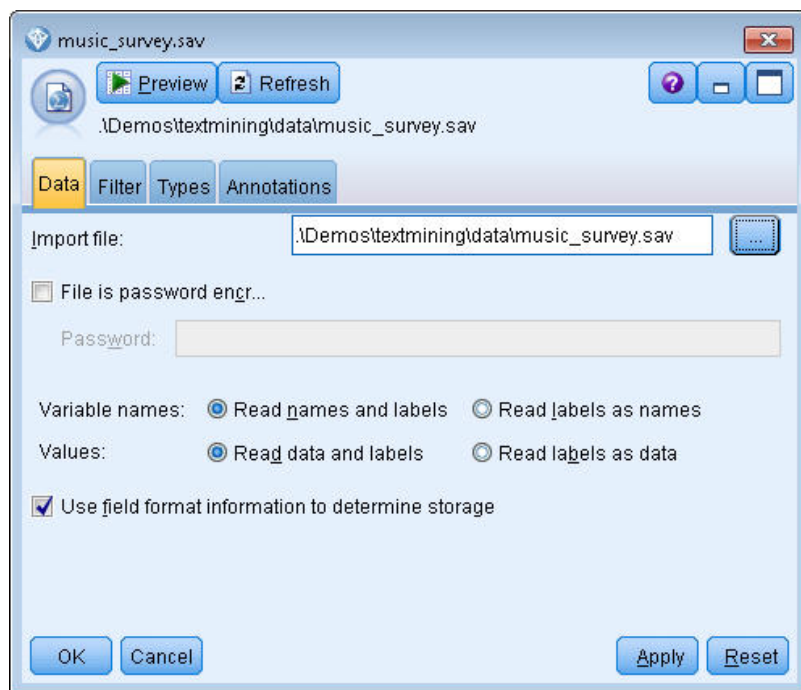 music_survey.sav
Preview Refresh
.\Demos\textmining\data\music_survey.sav
Data Filter Types Annotations
Import file: .\Demos\textmining\data\music_survey.sav ...
File is password encr...
Password:
Variable names: Read names and labels Read labels as names
Values: Read data and labels Read labels as data
Use field format information to determine storage
OK Cancel Apply Reset